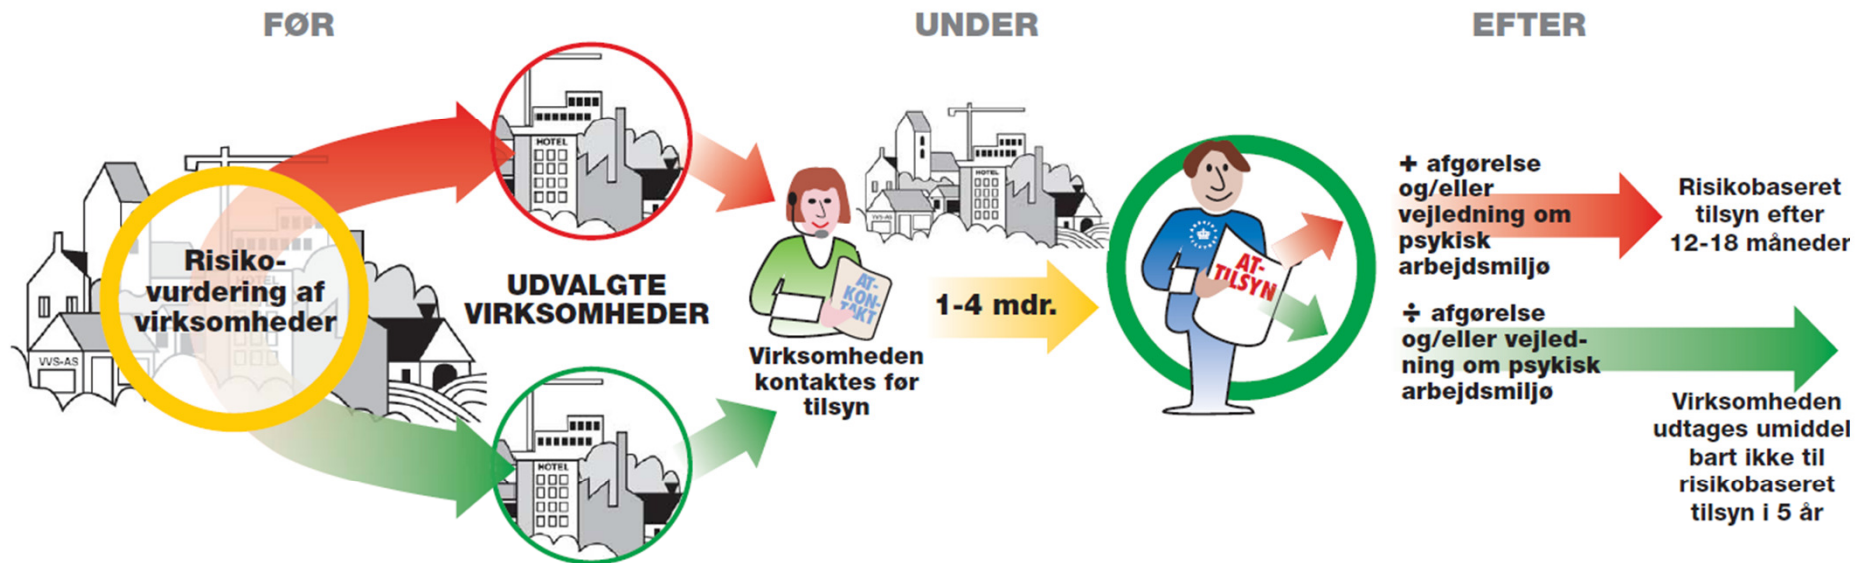 FØR
UNDER
EFTER
Risiko-
vurdering af
virksomheder
VVS-AS
HOTEL
HOTEL
UDVALGTE
VIRKSOMHEDER
HOTEL
AT-
KON-
TAKT
Virksomheden
kontaktes før
tilsyn
VVS-AS
HOTEL
1-4 mdr.
AT-
TILSYN
+ afgørelse
og/eller
vejledning om
psykisk
arbejdsmiljø
Risikobaseret
tilsyn efter
12-18 måneder
÷ afgørelse
og/eller vejled-
ning om psykisk
arbejdsmiljø
Virksomheden
udtages umiddel
bart ikke til
risikobaseret
tilsyn i 5 år